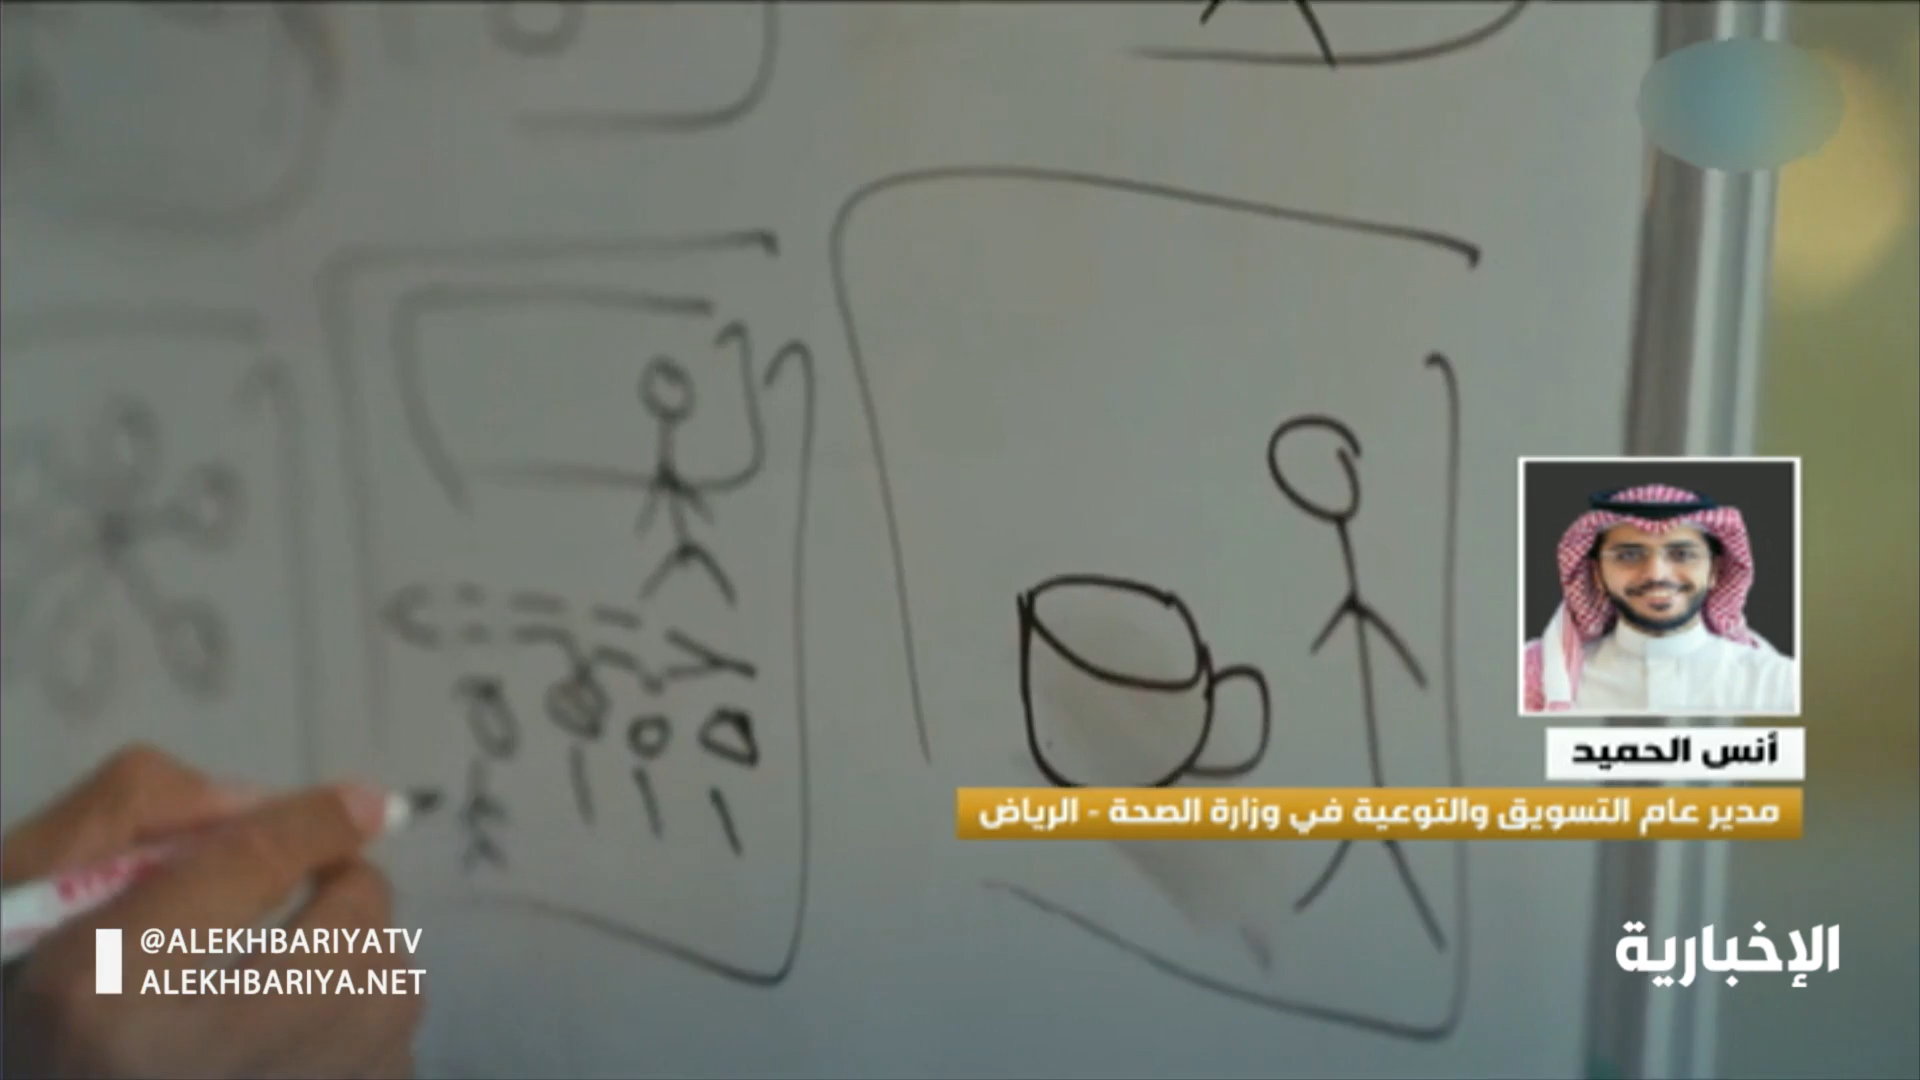 أنس الحميد
مدير عام التسويق والتوعية في وزارة الصحة - الرياض
@ALEKHBARIYATV
ALEKHBARIYA.NET
الإخبارية